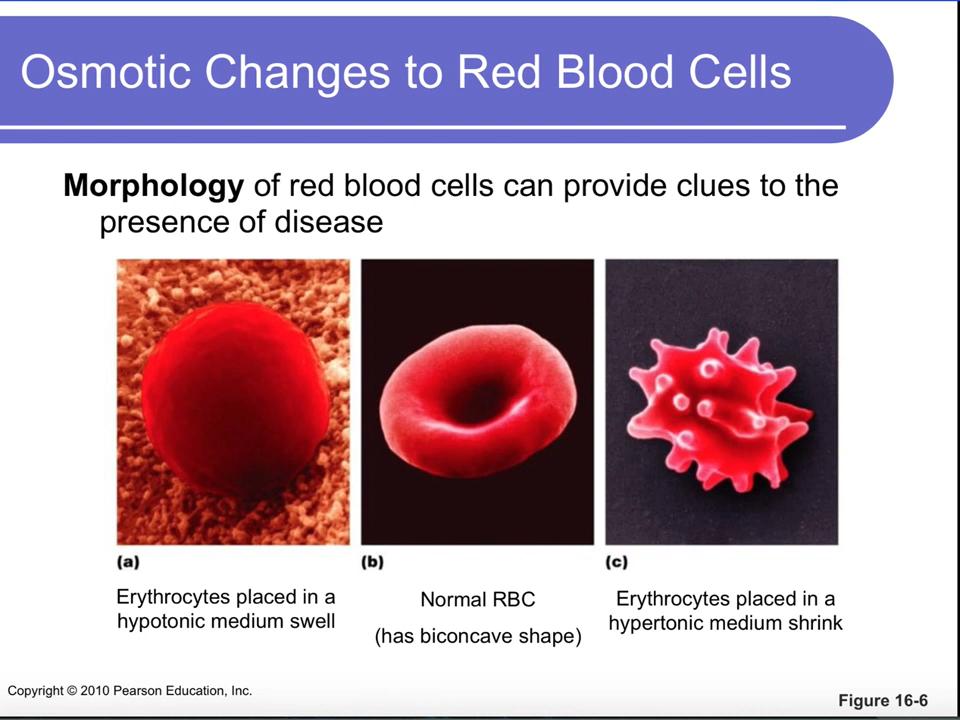 Osmotic Changes to Red Blood Cells
Morphology of red blood cells can provide clues to the
presence of disease
(a)
(b)
(c)
Erythrocytes placed in a
hypotonic medium swell
Normal RBC
(has biconcave shape)
Erythrocytes placed in a
hypertonic medium shrink
Copyright © 2010 Pearson Education, Inc.
Figure 16-6